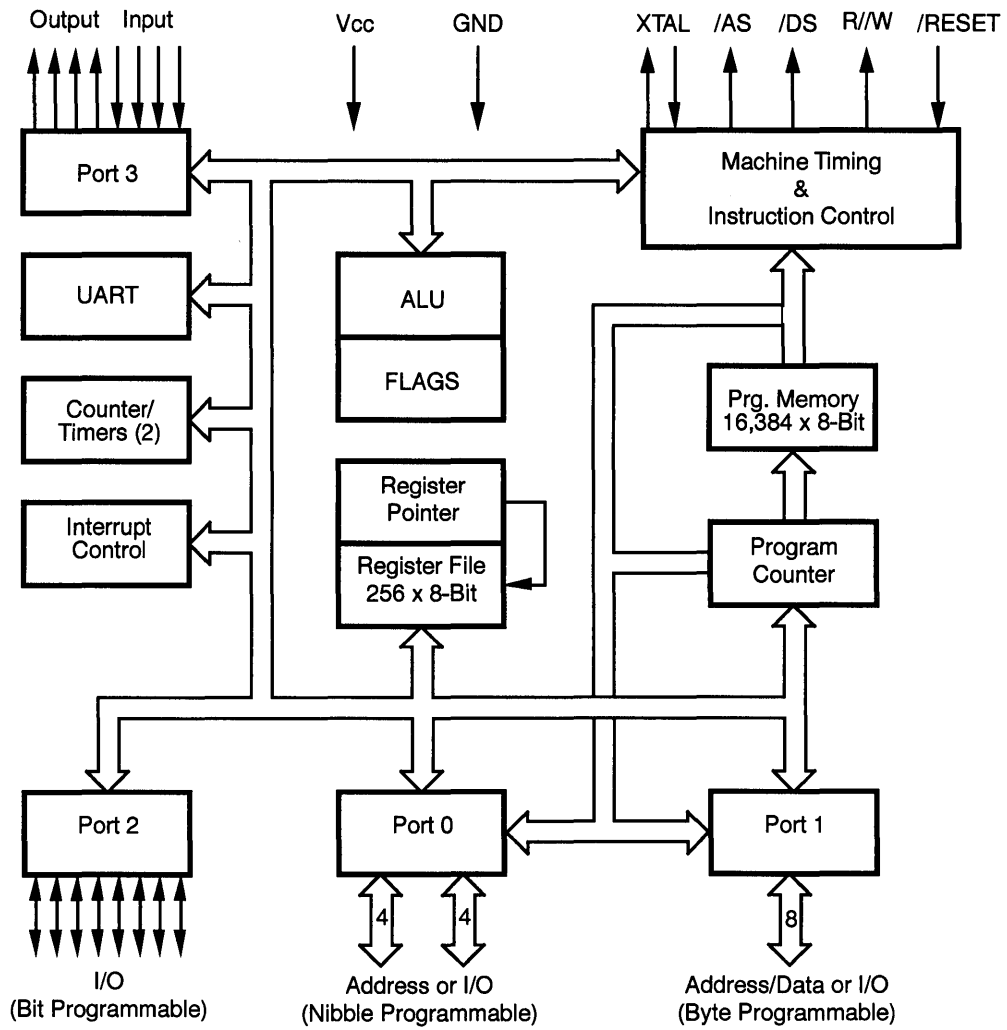 Output Input Vcc GND XTAL /AS /DS R//W /RESET
Port 3
Machine Timing
&
Instruction Control
UART
ALU
FLAGS
Counter/
Timers (2)
Prg. Memory
16,384 x 8-Bit
Register
Pointer
Interrupt
Control
Register File
256 x 8-Bit
Program
Counter
Port 2
Port 0
Port 1
4
4
8
I/O
(Bit Programmable)
Address or I/O
(Nibble Programmable)
Address/Data or I/O
(Byte Programmable)